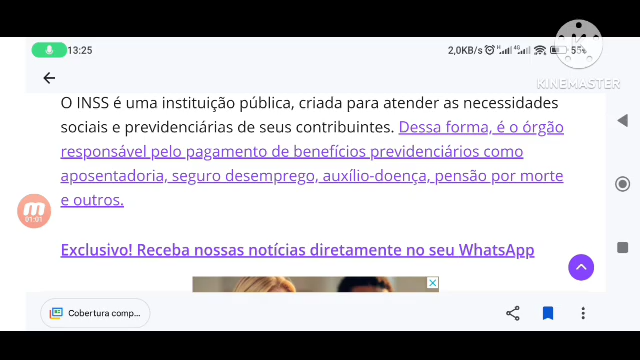 13:25
2,0KB/s H 4G 55%
KINEMASTER
O INSS é uma instituição pública, criada para atender as necessidades
sociais e previdenciárias de seus contribuintes. Dessa forma, é o órgão
responsável pelo pagamento de benefícios previdenciários como
aposentadoria, seguro desemprego, auxílio-doença, pensão por morte
e outros.
01:01
Exclusivo! Receba nossas notícias diretamente no seu WhatsApp
Cobertura comp...